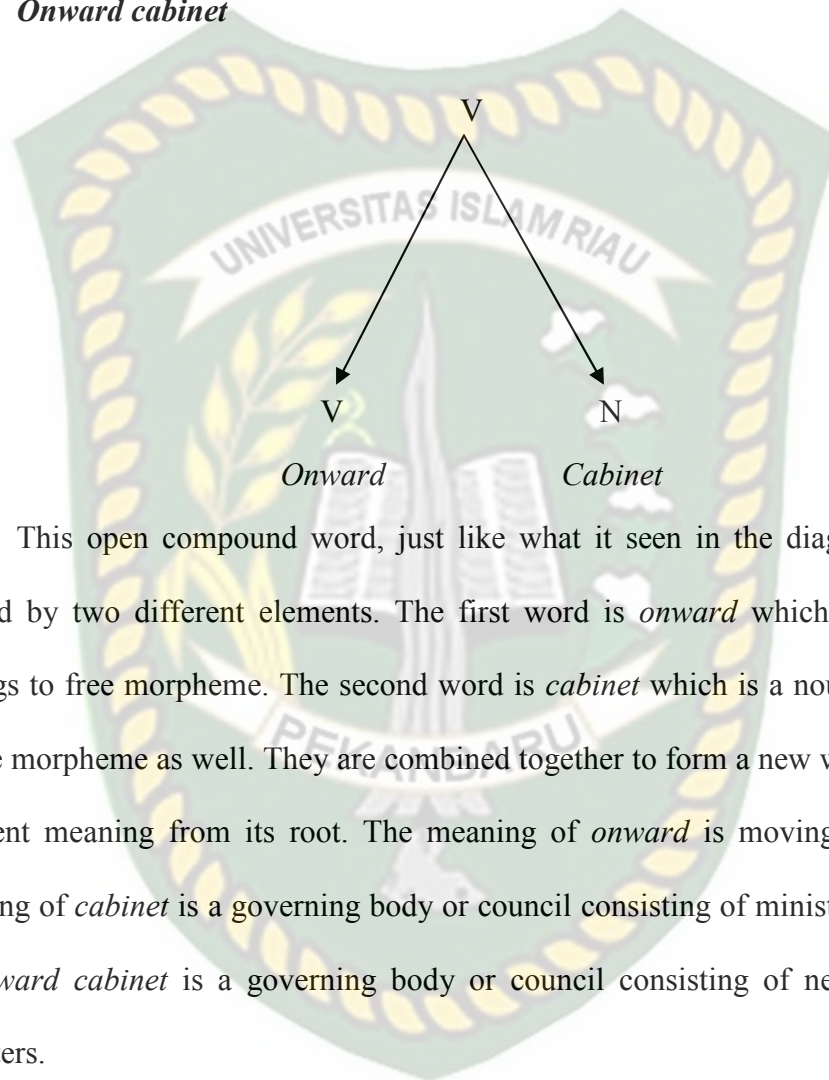 Onward cabinet
V
UNIVERSITAS ISLAM RIAU
V N
Onward Cabinet
This open compound word, just like what it seen in the diag
d by two different elements. The first word is onward which
gs to free morpheme. The second word is cabinet which is a nou
e morpheme as well. They are combined together to form a new w
ent meaning from its root. The meaning of onward is moving
ng of cabinet is a governing body or council consisting of minist
ward cabinet is a governing body or council consisting of ne
PEKANBARU
ters.